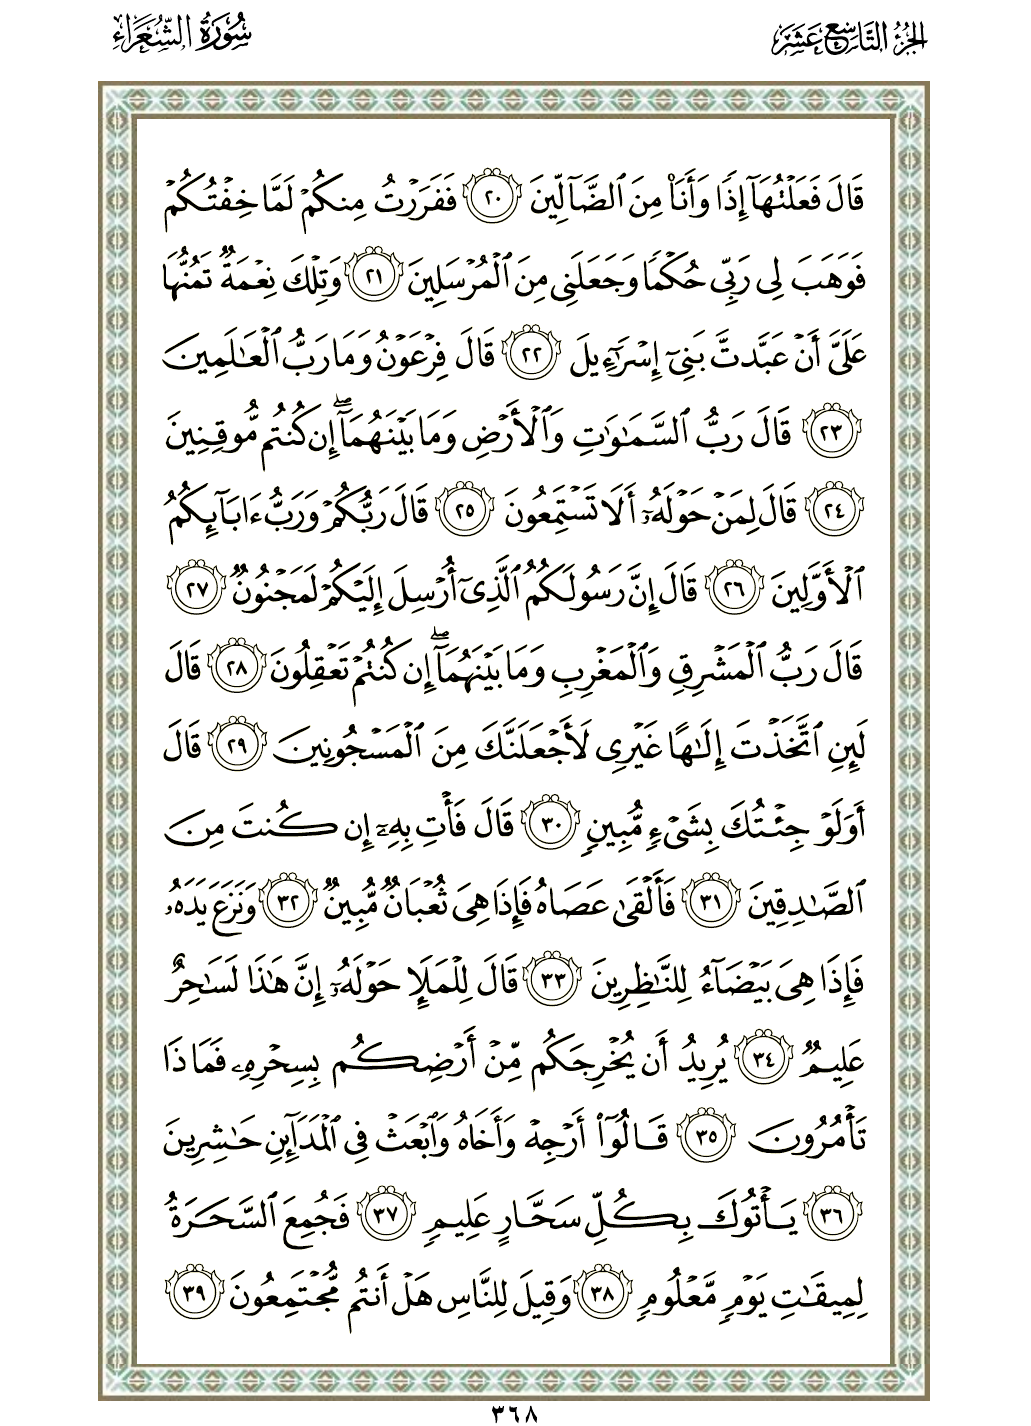 الجزء التاسع عشر
سورة الشعراء
قَالَ فَعَلْتُهَآ إِذًا وَأَنَا۠ مِنَ ٱلضَّآلِّينَ ٢٠ فَفَرَرْتُ مِنكُمْ لَمَّا خِفْتُكُمْ
فَوَهَبَ لِى رَبِّى حُكْمًا وَجَعَلَنِى مِنَ ٱلْمُرْسَلِينَ ٢١ وَتِلْكَ نِعْمَةٌ تَمُنُّهَا
عَلَىَّ أَنْ عَبَّدتَّ بَنِىٓ إِسْرَٰٓءِيلَ ٢٢ قَالَ فِرْعَوْنُ وَمَا رَبُّ ٱلْعَـٰلَمِينَ
٢٣ قَالَ رَبُّ ٱلسَّمَـٰوَٰتِ وَٱلْأَرْضِ وَمَا بَيْنَهُمَآ ۖ إِن كُنتُم مُّوقِنِينَ
٢٤ قَالَ لِمَنْ حَوْلَهُۥٓ أَلَا تَسْتَمِعُونَ ٢٥ قَالَ رَبُّكُمْ وَرَبُّ ءَابَآئِكُمُ
ٱلْأَوَّلِينَ ٢٦ قَالَ إِنَّ رَسُولَكُمُ ٱلَّذِىٓ أُرْسِلَ إِلَيْكُمْ لَمَجْنُونٌ ٢٧
قَالَ رَبُّ ٱلْمَشْرِقِ وَٱلْمَغْرِبِ وَمَا بَيْنَهُمَآ ۖ إِن كُنتُمْ تَعْقِلُونَ ٢٨ قَالَ
لَئِنِ ٱتَّخَذْتَ إِلَـٰهًا غَيْرِى لَأَجْعَلَنَّكَ مِنَ ٱلْمَسْجُونِينَ ٢٩ قَالَ
أَوَلَوْ جِئْتُكَ بِشَىْءٍ مُّبِينٍ ٣٠ قَالَ فَأْتِ بِهِۦٓ إِن كُنتَ مِنَ
ٱلصَّـٰدِقِينَ ٣١ فَأَلْقَىٰ عَصَاهُ فَإِذَا هِىَ ثُعْبَانٌ مُّبِينٌ ٣٢ وَنَزَعَ يَدَهُۥ
فَإِذَا هِىَ بَيْضَآءُ لِلنَّـٰظِرِينَ ٣٣ قَالَ لِلْمَلَإِ حَوْلَهُۥٓ إِنَّ هَـٰذَا لَسَـٰحِرٌ
عَلِيمٌ ٣٤ يُرِيدُ أَن يُخْرِجَكُم مِّنْ أَرْضِكُم بِسِحْرِهِۦ فَمَاذَا
تَأْمُرُونَ ٣٥ قَالُوٓا۟ أَرْجِهْ وَأَخَاهُ وَٱبْعَثْ فِى ٱلْمَدَآئِنِ حَـٰشِرِينَ
٣٦ يَأْتُوكَ بِكُلِّ سَحَّارٍ عَلِيمٍ ٣٧ فَجُمِعَ ٱلسَّحَرَةُ
لِمِيقَـٰتِ يَوْمٍ مَّعْلُومٍ ٣٨ وَقِيلَ لِلنَّاسِ هَلْ أَنتُم مُّجْتَمِعُونَ ٣٩
٣٦٨